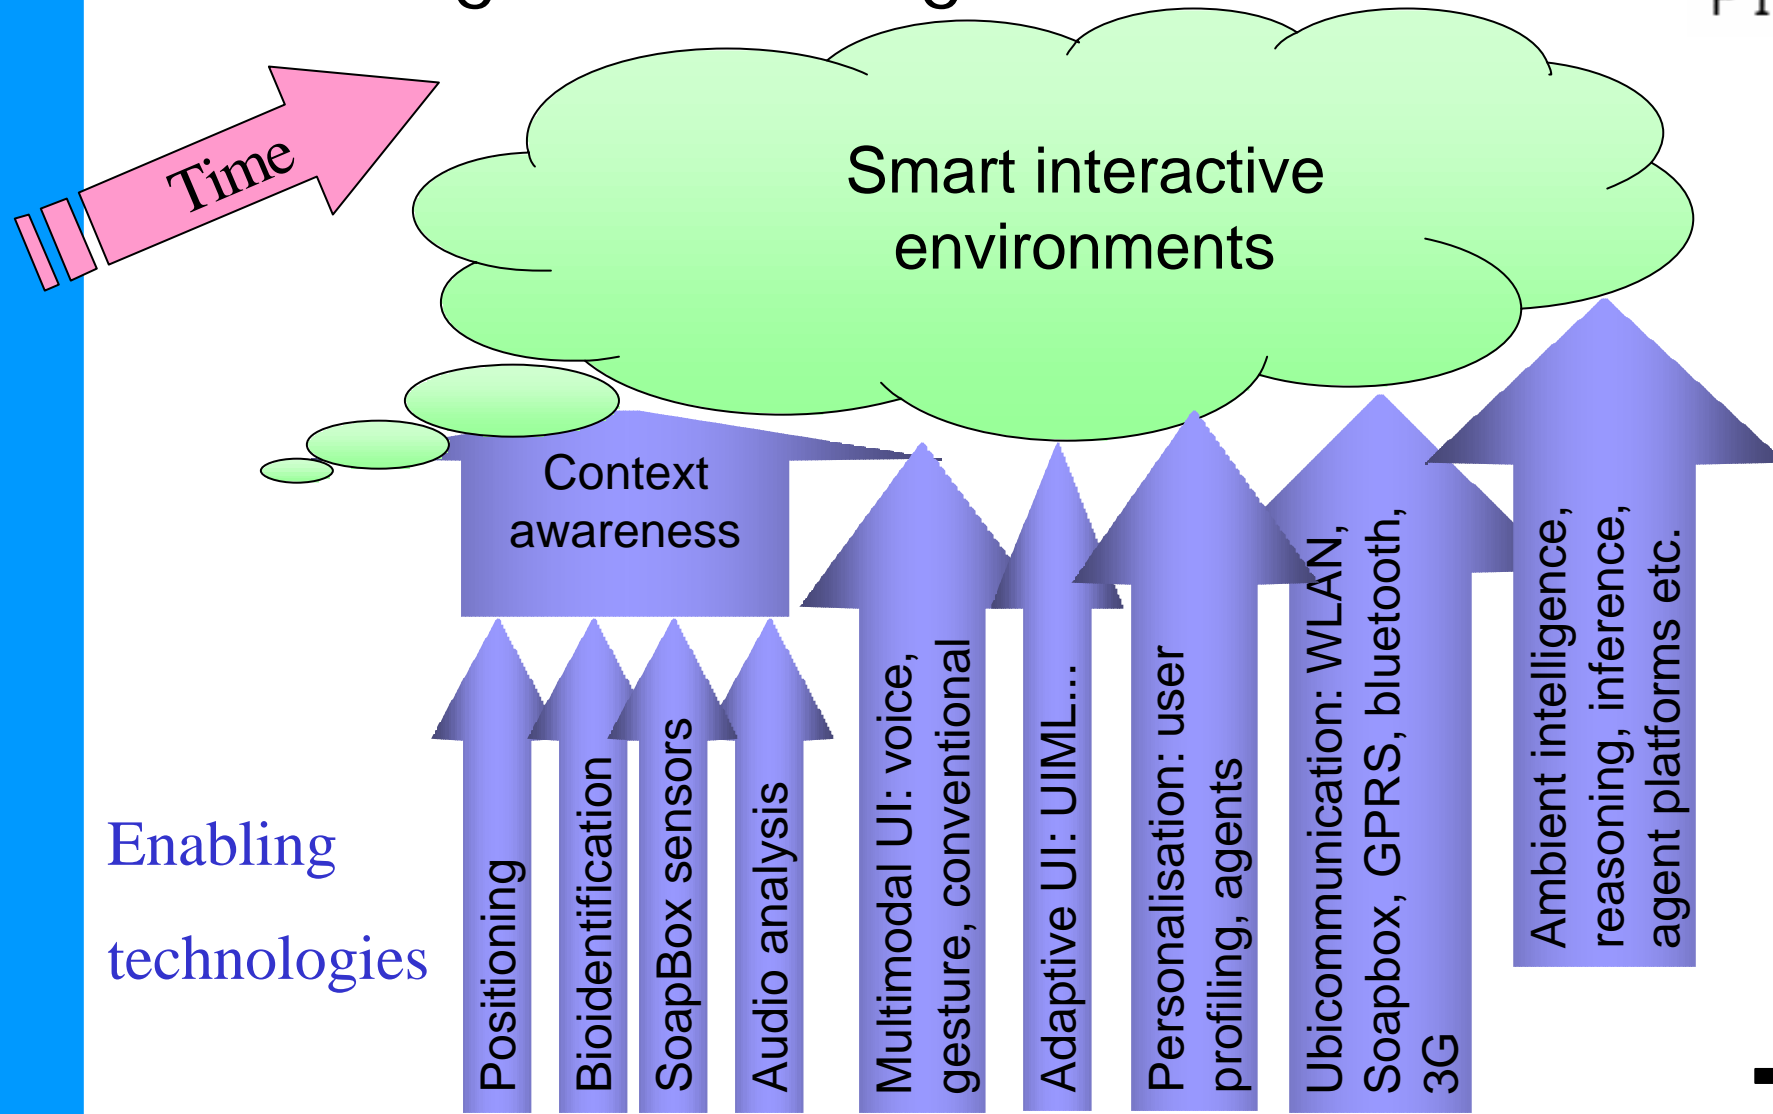 Time
Smart interactive
environments
Context
awareness
Enabling
technologies
Positioning
Bioidentification
SoapBox sensors
Audio analysis
Multimodal UI: voice,
gesture, conventional
Adaptive UI: UIML...
Personalisation: user
profiling, agents
Ubicommunication: WLAN,
Soapbox, GPRS, bluetooth,
3G
Ambient intelligence,
reasoning, inference,
agent platforms etc.